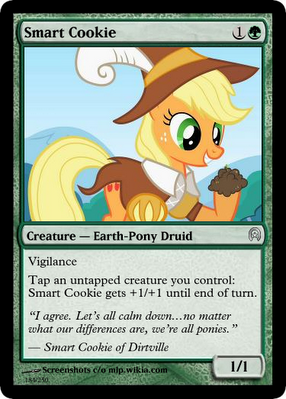 Smart Cookie 1
Creature — Earth-Pony Druid
Vigilance
Tap an untapped creature you control:
Smart Cookie gets +1/+1 until end of turn.
“I agree. Let’s all calm down…no matter
what our differences are, we’re all ponies.”
— Smart Cookie of Dirtville
Screenshots c/o mlp.wikia.com
1/1